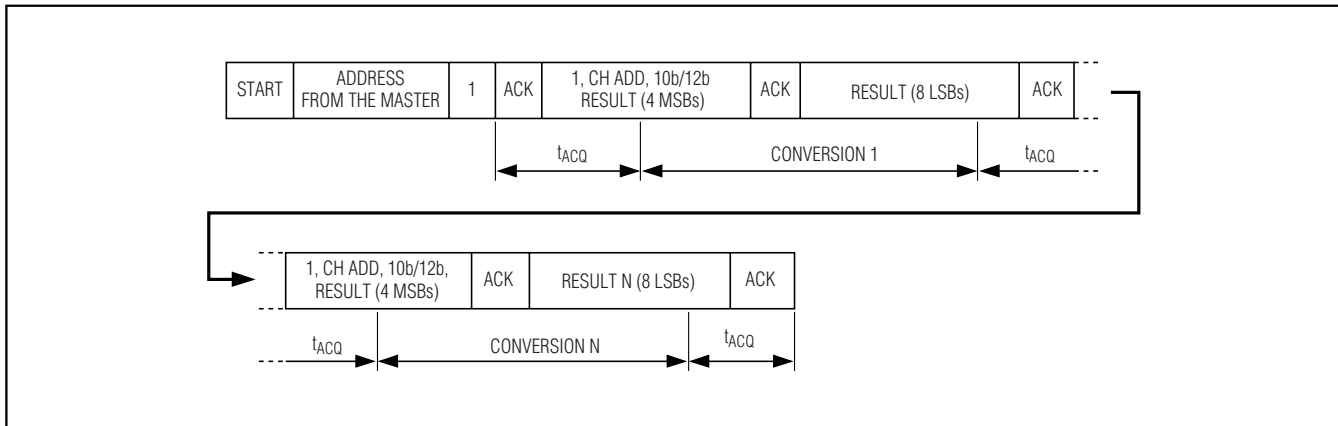 START
ADDRESS
FROM THE MASTER
1
ACK
1, CH ADD, 10b/12b
RESULT (4 MSBs)
ACK
RESULT (8 LSBs)
ACK
tACQ
CONVERSION 1
tACQ
1, CH ADD, 10b/12b,
RESULT (4 MSBs)
ACK
RESULT N (8 LSBs)
ACK
tACQ
CONVERSION N
tACQ